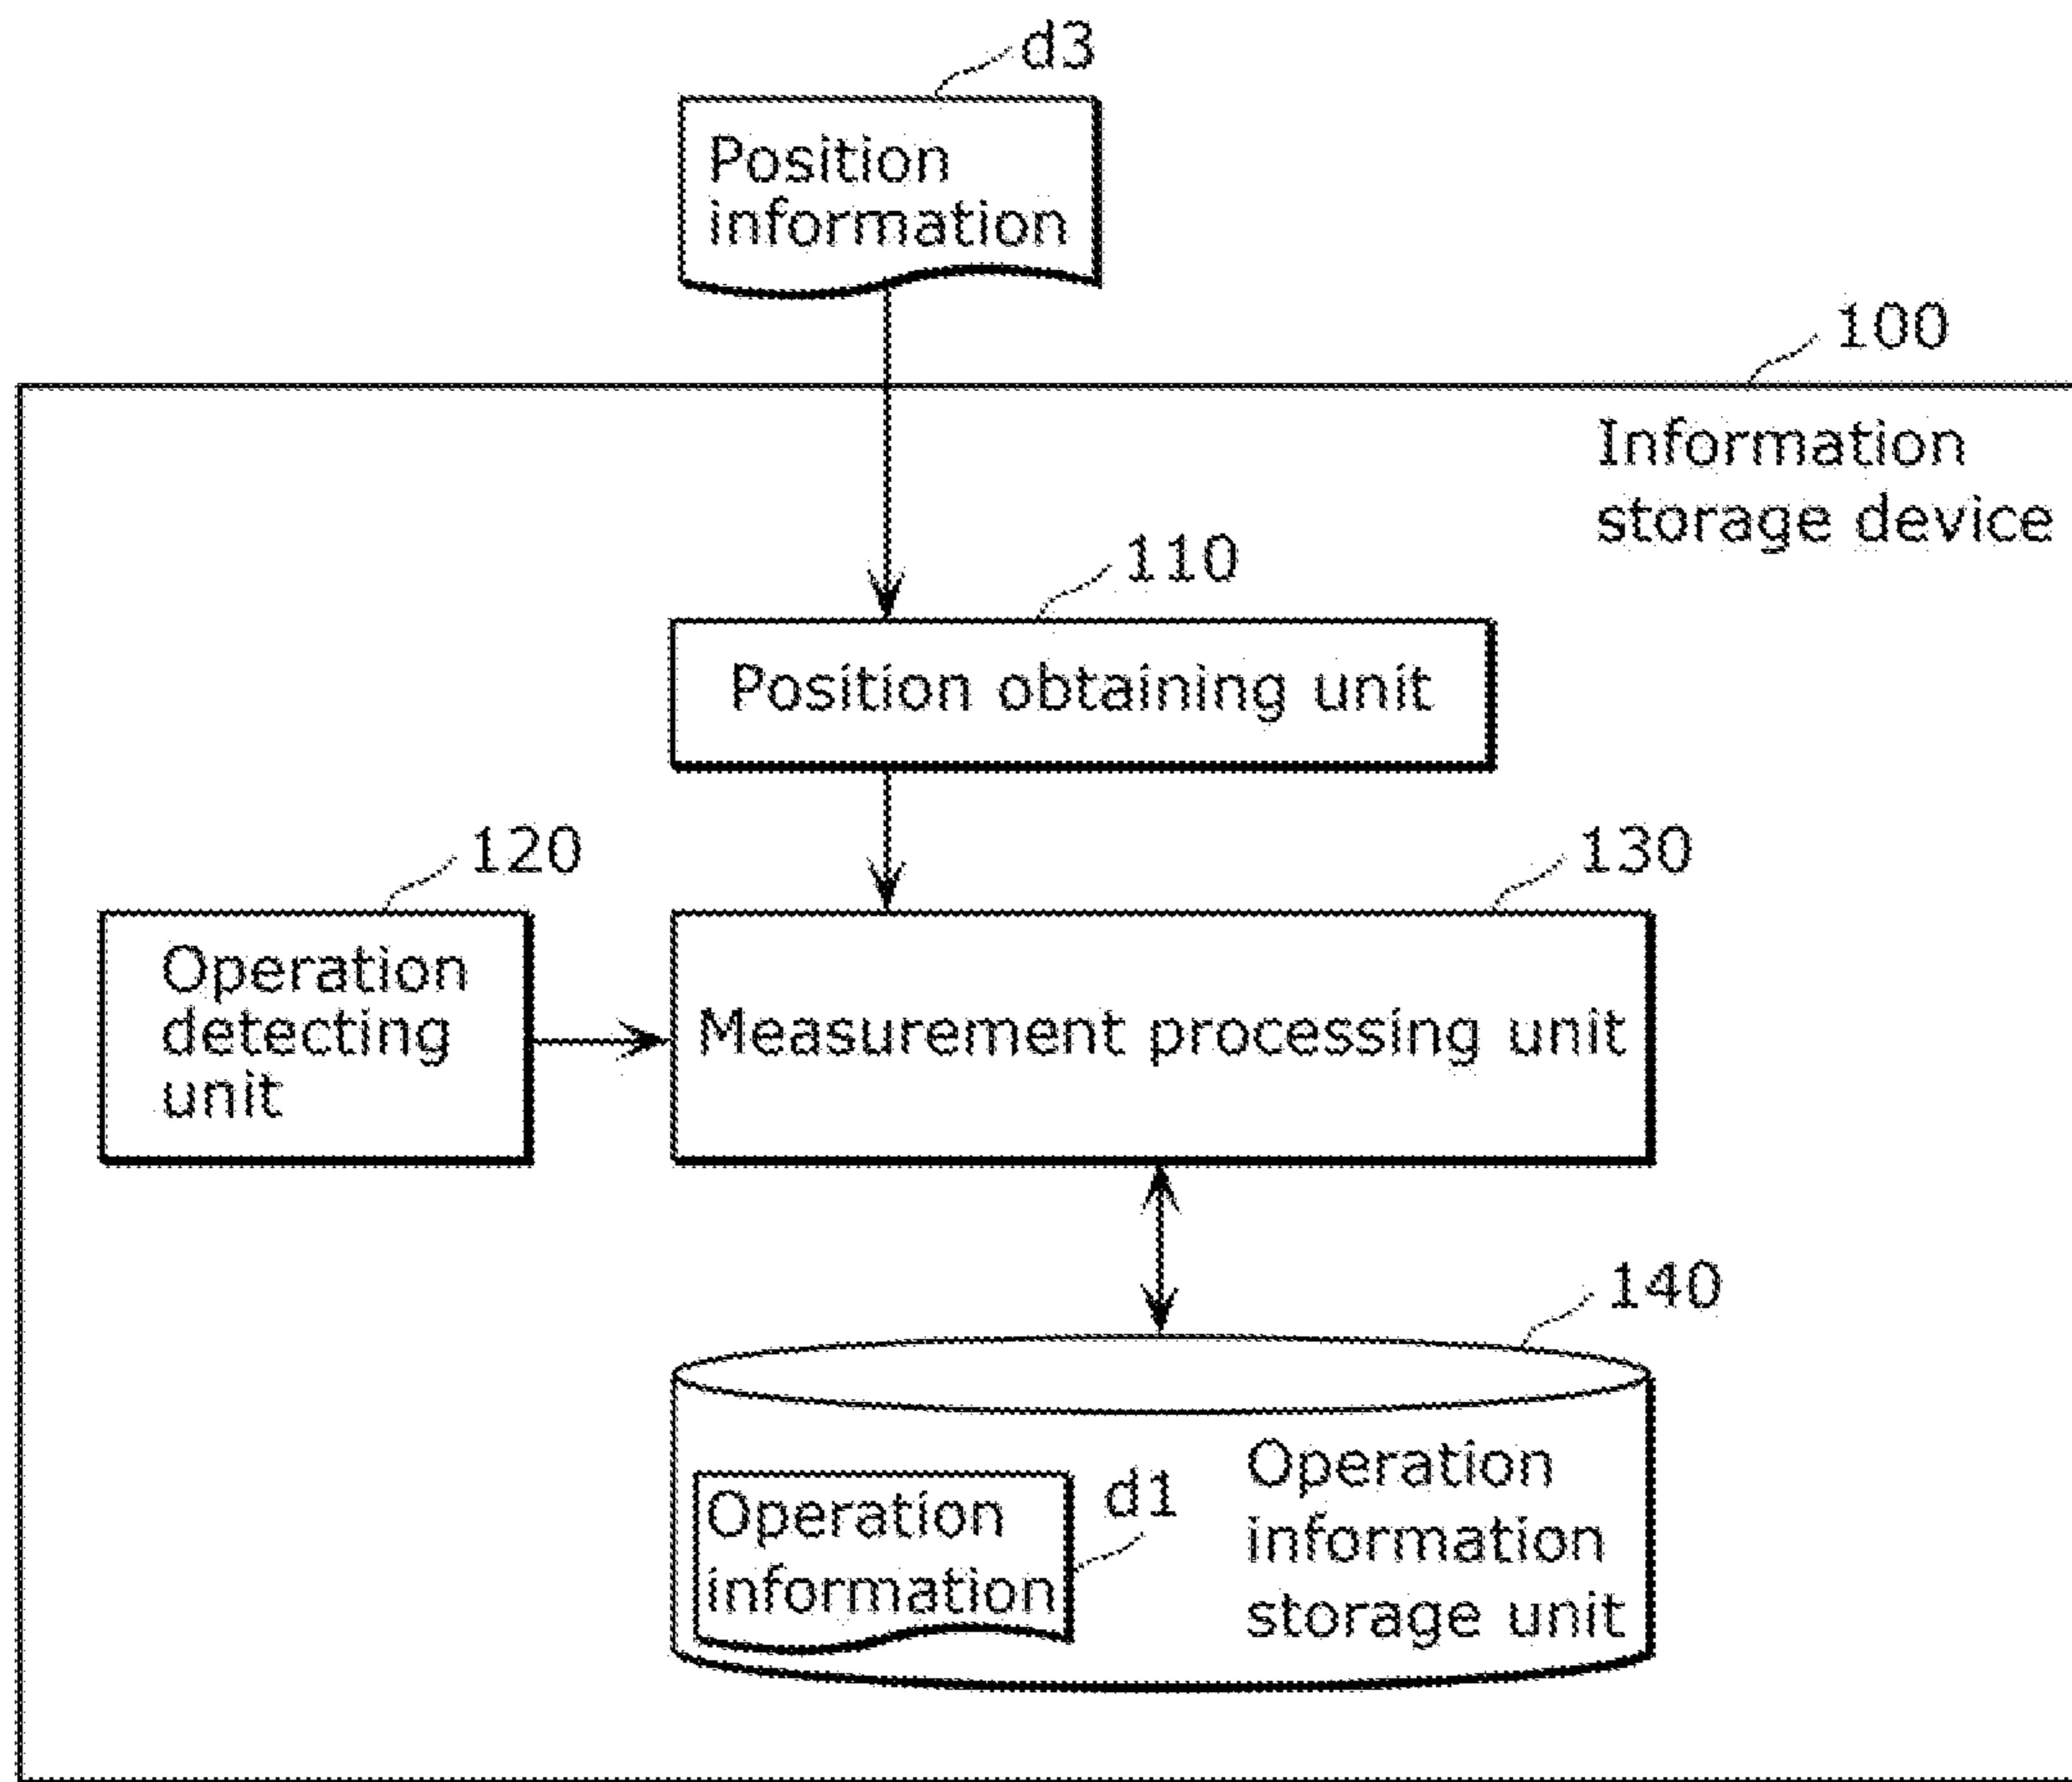 d3
Position
information
100
Information
storage device
110
Position obtaining unit
120
130
Operation
detecting
unit
Measurement processing unit
140
Operation
information
d1
Operation
information
storage unit